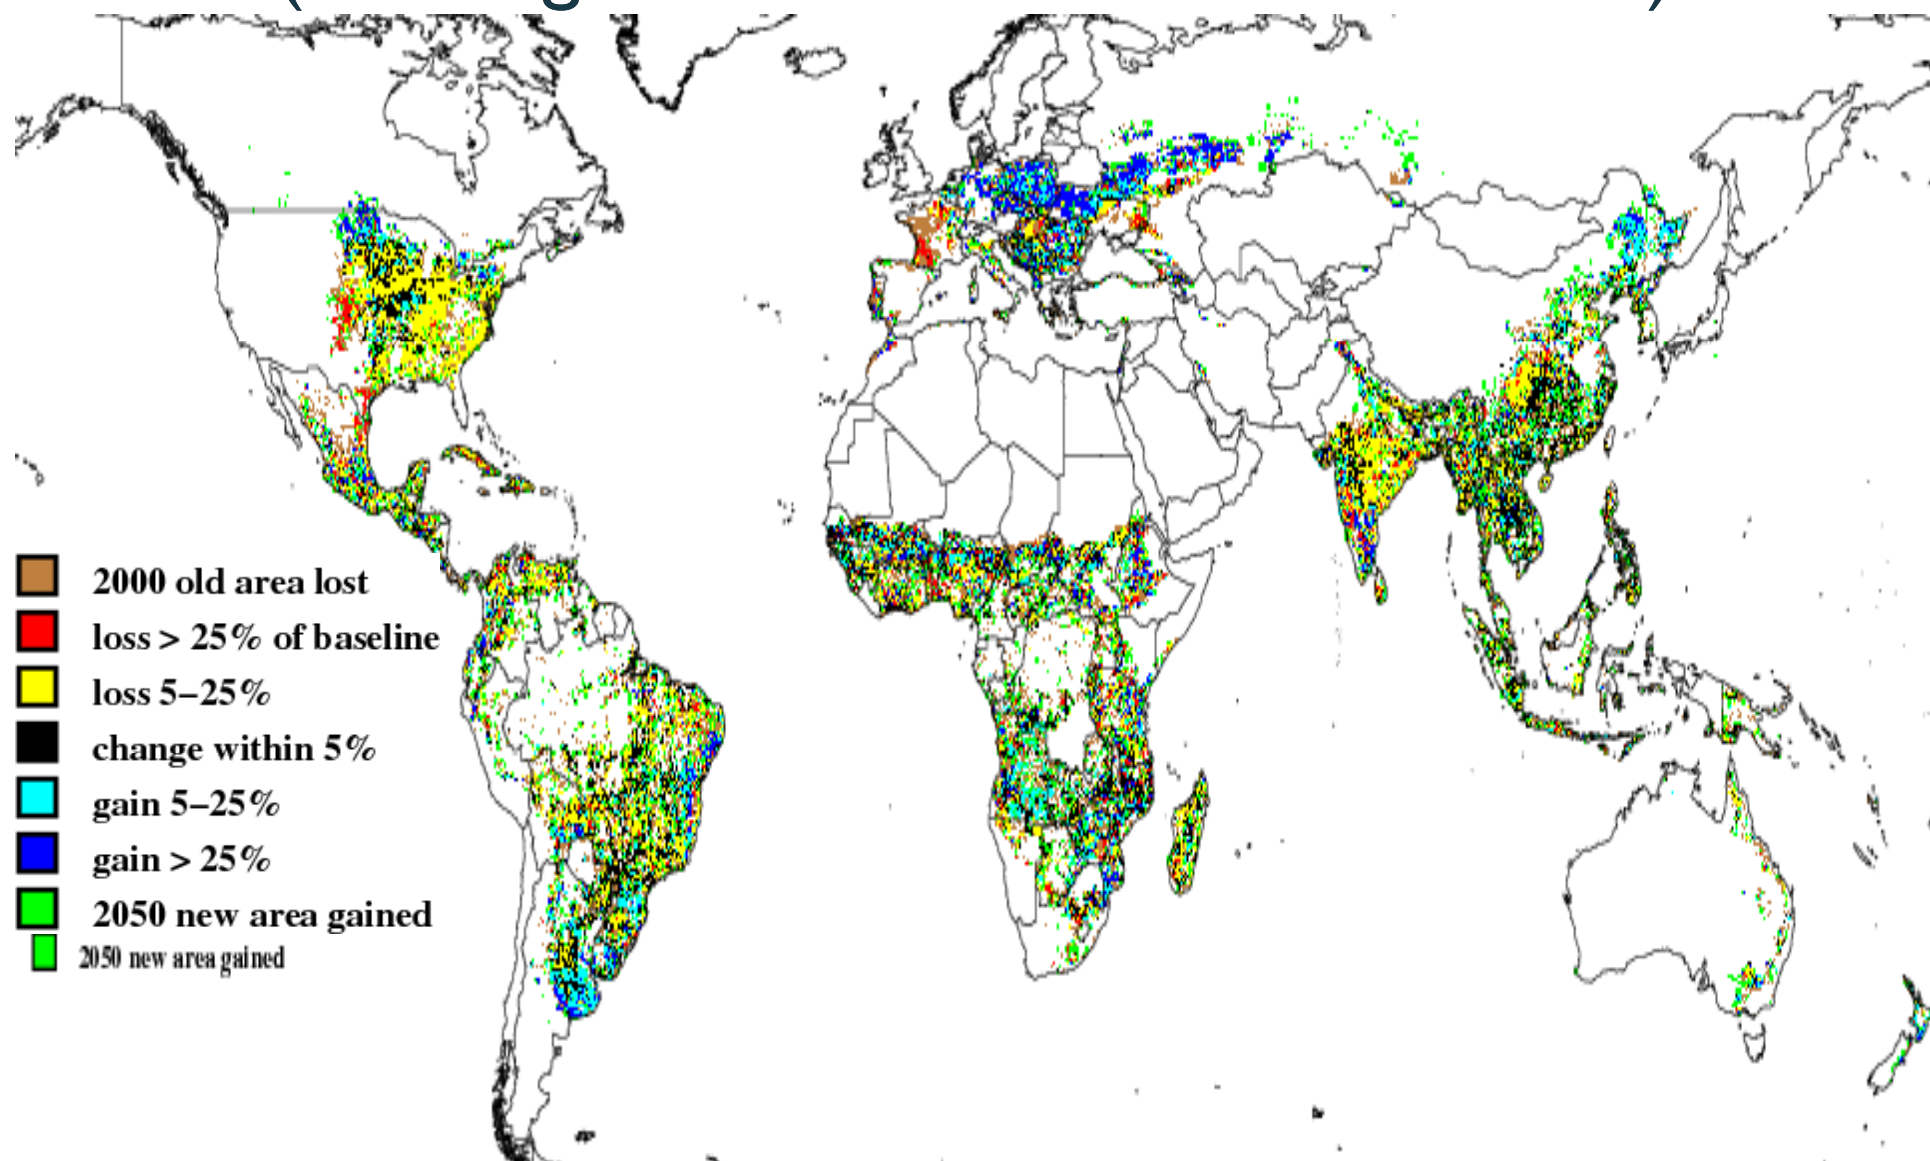 2000 old area lost
loss > 25% of baseline
loss 5–25%
change within 5%
gain 5–25%
gain > 25%
2050 new area gained
2050 new area gained